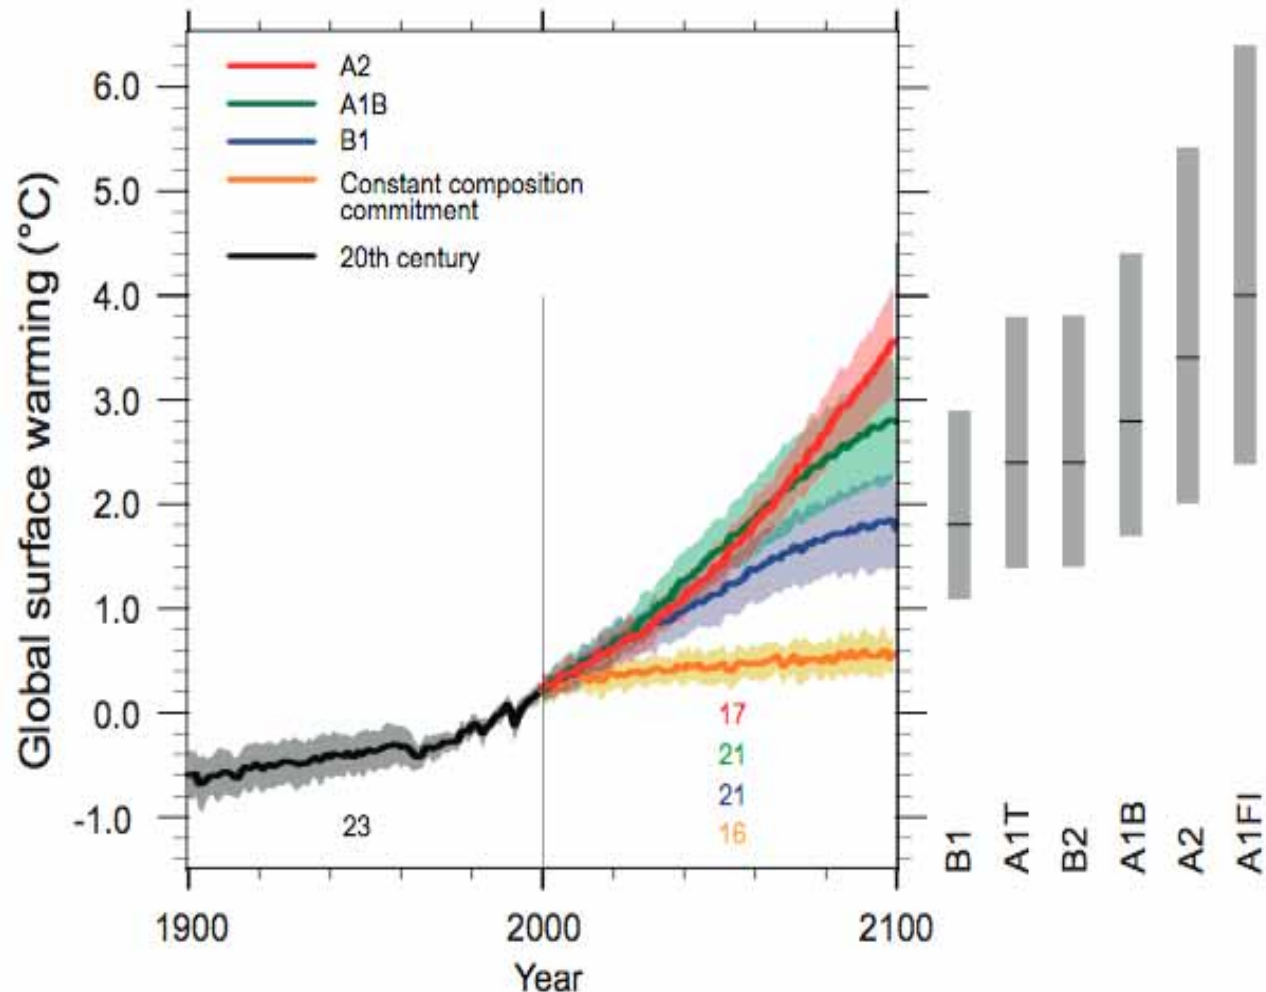 Global surface warming (°C)
6.0
5.0
4.0
3.0
2.0
1.0
0.0
-1.0
A2
A1B
B1
Constant composition
commitment
20th century
17
21
21
16
23
1900
2000
2100
Year
B1
A1T
B2
A1B
A2
A1FI